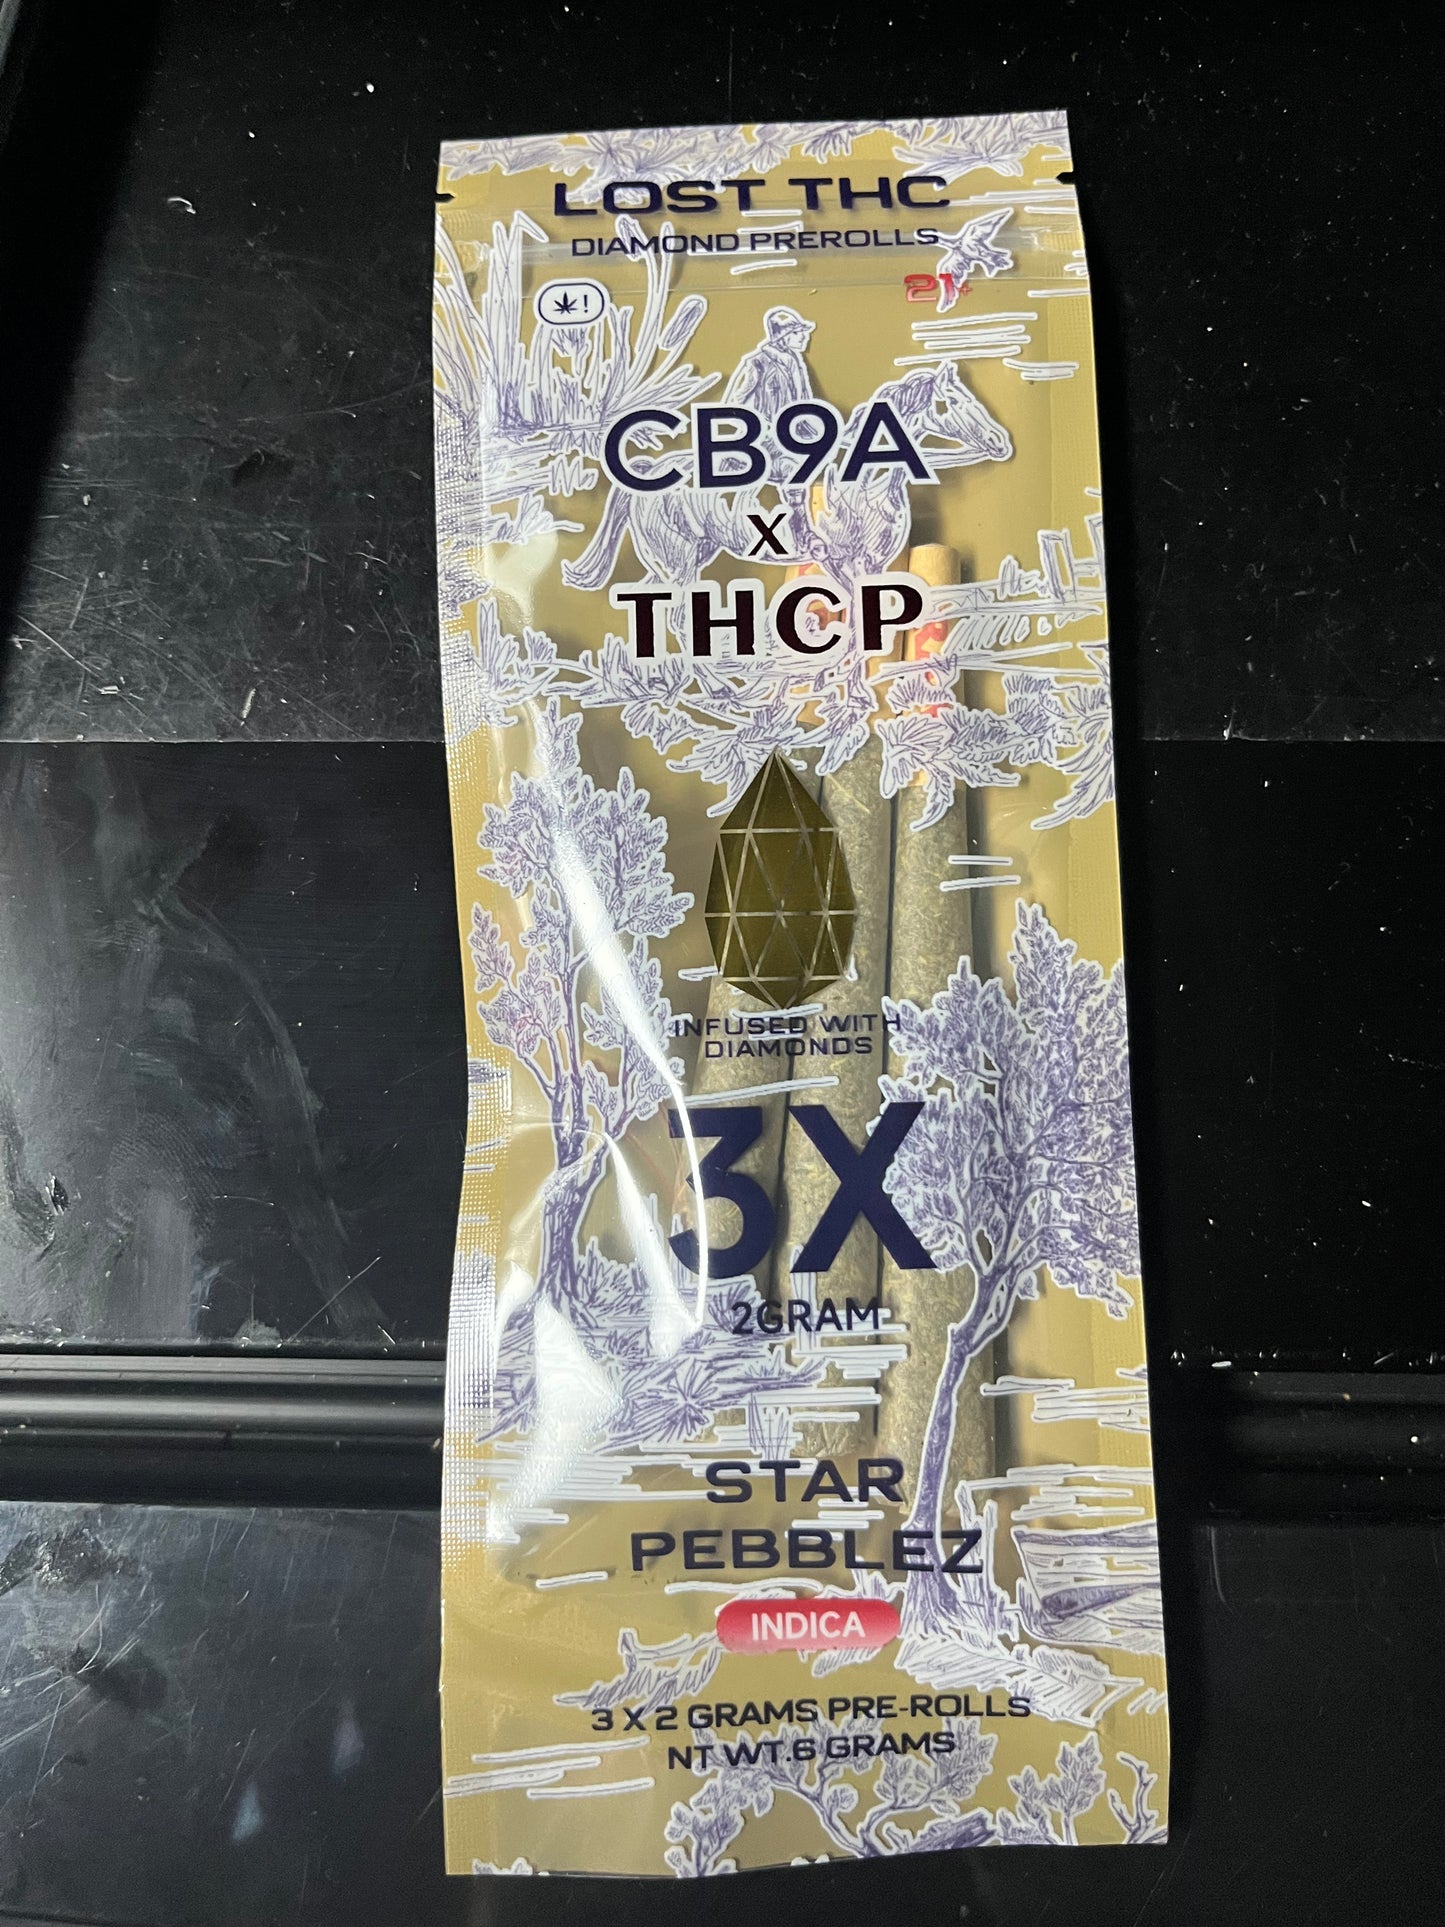 LOST THC
DIAMOND PREROLLS
!
21+
CB9A
X
THCP
INFUSED WITH
DIAMONDS
3X
2GRAM
STAR
PEBBLEZ
INDICA
3 X 2 GRAMS PRE-ROLLS
NT WT.6 GRAMS